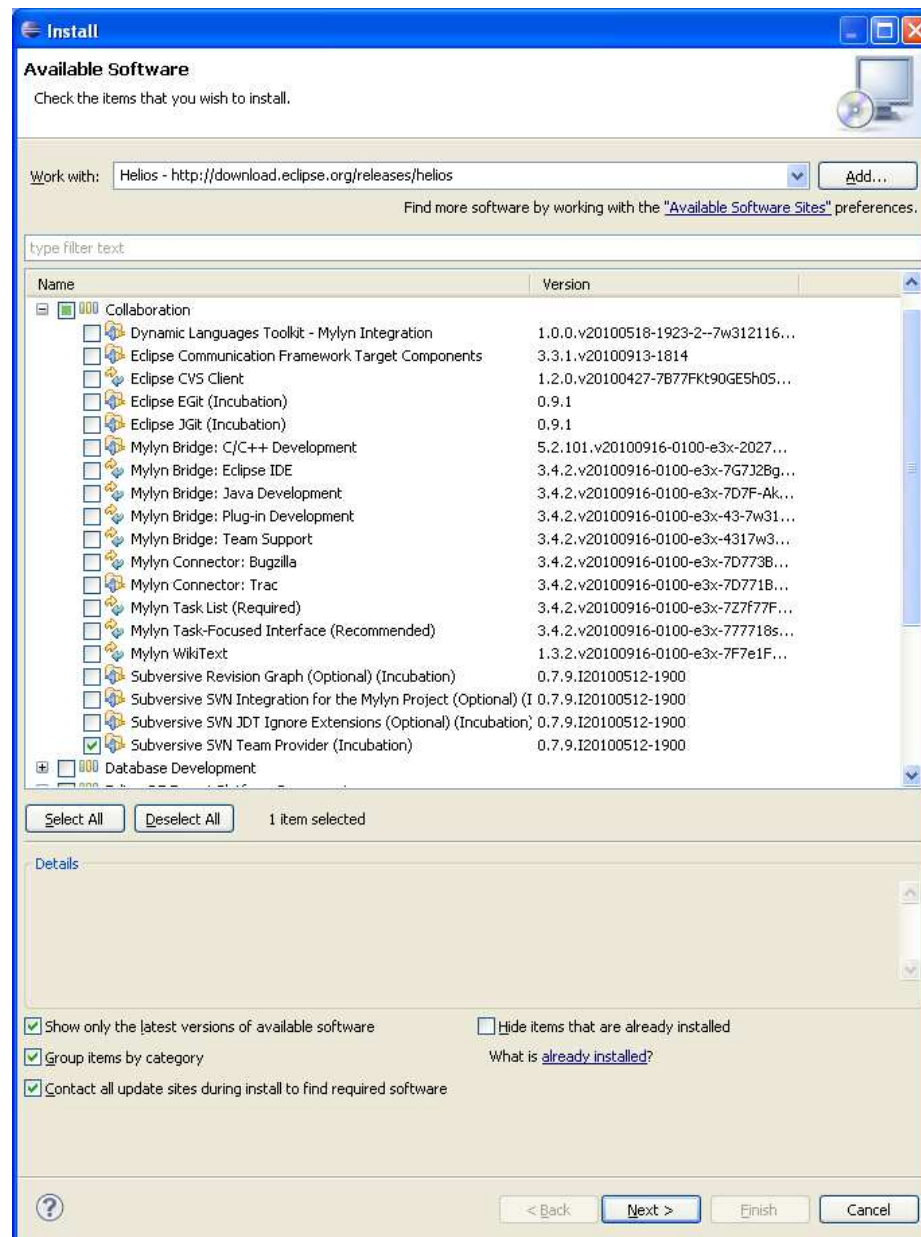 Install
Available Software
Check the items that you wish to install.
Work with: Helios - http://download.eclipse.org/releases/helios Add...
Find more software by working with the "Available Software Sites" preferences.
type filter text
Name Version
Collaboration
Dynamic Languages Toolkit - Mylyn Integration 1.0.0.v20100518-1923-2--7w312116...
Eclipse Communication Framework Target Components 3.3.1.v20100913-1814
Eclipse CVS Client 1.2.0.v20100427-7B77FKt90GE5h0S...
Eclipse EGit (Incubation) 0.9.1
Eclipse JGit (Incubation) 0.9.1
Mylyn Bridge: C/C++ Development 5.2.101.v20100916-0100-e3x-2027...
Mylyn Bridge: Eclipse IDE 3.4.2.v20100916-0100-e3x-7G7J2Bg...
Mylyn Bridge: Java Development 3.4.2.v20100916-0100-e3x-7D7F-Ak...
Mylyn Bridge: Plug-in Development 3.4.2.v20100916-0100-e3x-43-7w31...
Mylyn Bridge: Team Support 3.4.2.v20100916-0100-e3x-4317w3...
Mylyn Connector: Bugzilla 3.4.2.v20100916-0100-e3x-7D773B...
Mylyn Connector: Trac 3.4.2.v20100916-0100-e3x-7D771B...
Mylyn Task List (Required) 3.4.2.v20100916-0100-e3x-7Z7f77F...
Mylyn Task-Focused Interface (Recommended) 3.4.2.v20100916-0100-e3x-777718s...
Mylyn WikiText 1.3.2.v20100916-0100-e3x-7F7e1F...
Subversive Revision Graph (Optional) (Incubation) 0.7.9.I20100512-1900
Subversive SVN Integration for the Mylyn Project (Optional) (I 0.7.9.I20100512-1900
Subversive SVN JDT Ignore Extensions (Optional) (Incubation) 0.7.9.I20100512-1900
Subversive SVN Team Provider (Incubation) 0.7.9.I20100512-1900
Database Development
Select All Deselect All 1 item selected
Details
Show only the latest versions of available software Hide items that are already installed
Group items by category What is already installed?
Contact all update sites during install to find required software
< Back Next > Finish Cancel